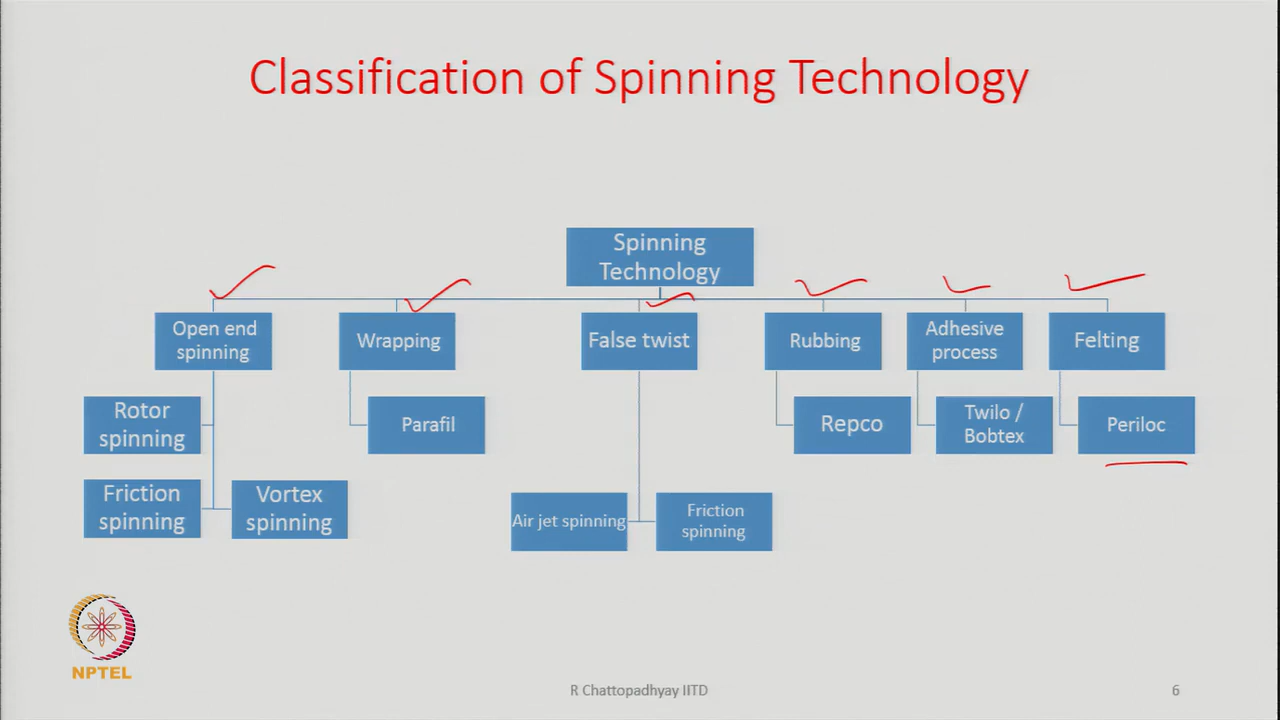 Classification of Spinning Technology
Spinning
Technology
Open end
spinning
Wrapping
False twist
Rubbing
Adhesive
process
Felting
Rotor
spinning
Parafil
Repco
Twilo /
Bobtex
Periloc
Friction
spinning
Vortex
spinning
Air jet spinning
Friction
spinning
NPTEL
R Chattopadhyay IITD
6